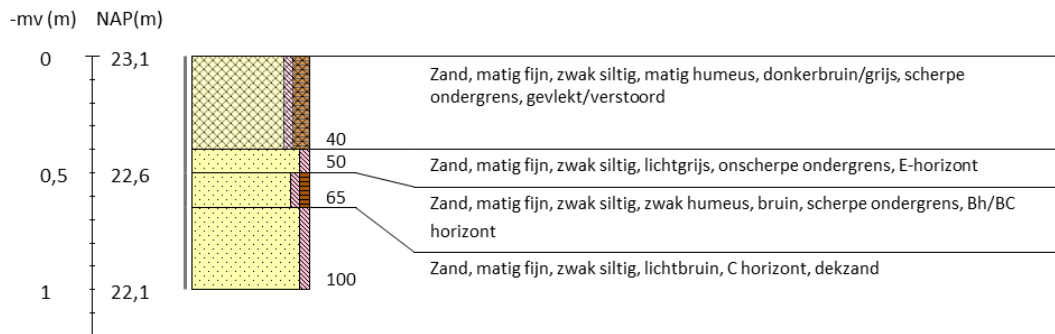 -mv (m) NAP(m)
0 23,1
Zand, matig fijn, zwak siltig, matig humeus, donkerbruin/grijs, scherpe
ondergrens, gevlekt/verstoord
40
50
Zand, matig fijn, zwak siltig, lichtgrijs, onscherpe ondergrens, E-horizont
0,5 22,6
65
Zand, matig fijn, zwak siltig, zwak humeus, bruin, scherpe ondergrens, Bh/BC
horizont
Zand, matig fijn, zwak siltig, lichtbruin, C horizont, dekzand
100
1 22,1